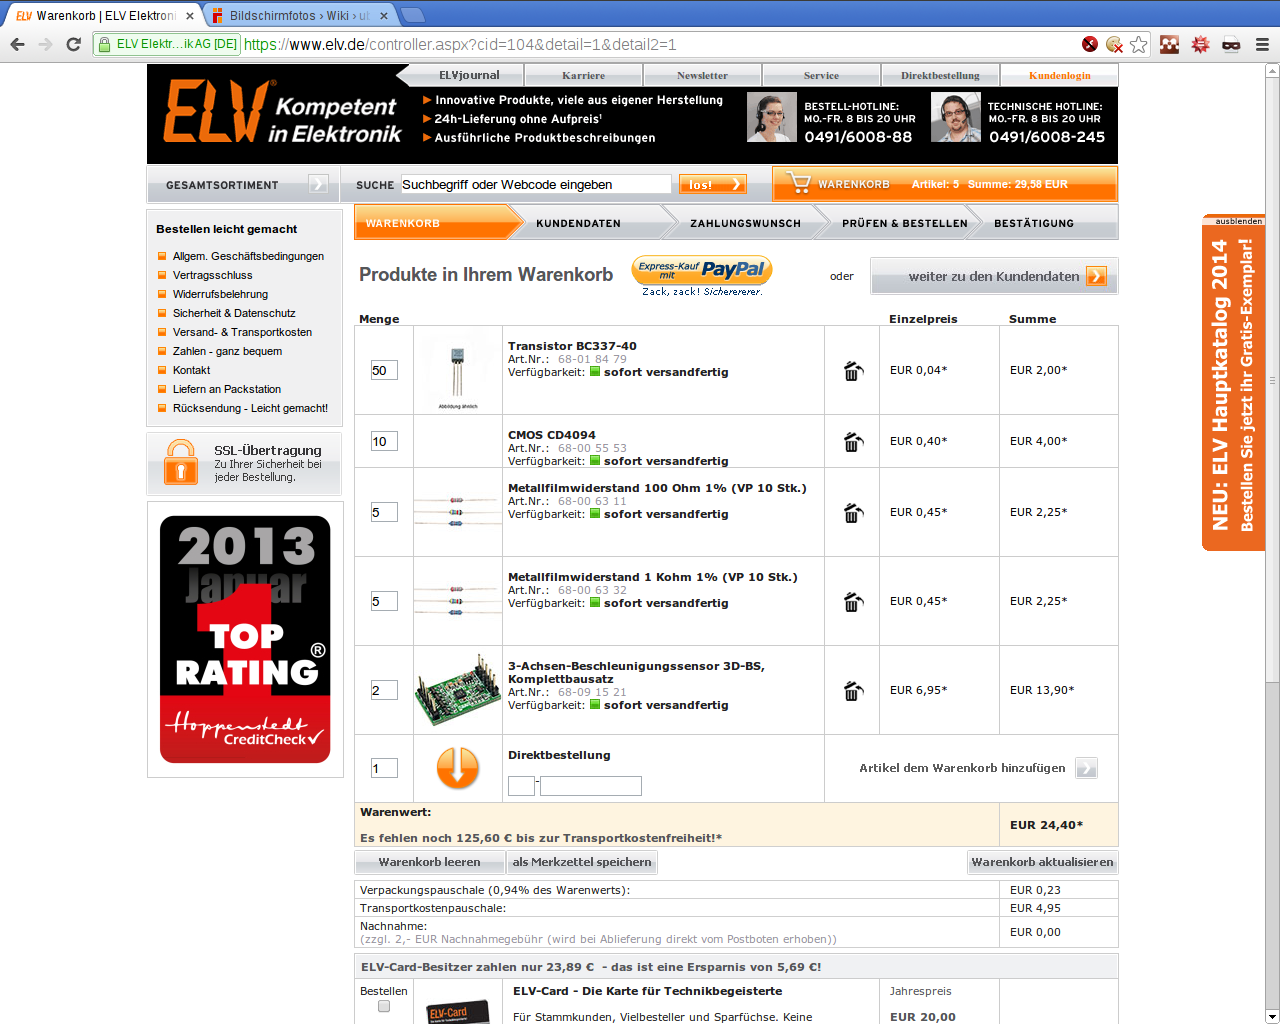 ELV Warenkorb | ELV Elektroni
Bildschirmfotos › Wiki › ub
ELV Elektr...ik AG [DE]
https://www.elv.de/controller.aspx?cid=104&detail=1&detail2=1
ELVjournal
Karriere
Newsletter
Service
Direktbestellung
Kundenlogin
ELV®
Kompetent
in Elektronik
Innovative Produkte, viele aus eigener Herstellung
24h-Lieferung ohne Aufpreis¹
Ausführliche Produktbeschreibungen
BESTELL-HOTLINE:
MO.-FR. 8 BIS 20 UHR
0491/6008-88
TECHNISCHE HOTLINE:
MO.-FR. 8 BIS 20 UHR
0491/6008-245
GESAMTSORTIMENT
SUCHE
Suchbegriff oder Webcode eingeben
los!
WARENKORB
Artikel: 5 Summe: 29,58 EUR
Bestellen leicht gemacht
Allgem. Geschäftsbedingungen
Vertragsschluss
Widerrufsbelehrung
Sicherheit & Datenschutz
Versand- & Transportkosten
Zahlen - ganz bequem
Kontakt
Liefern an Packstation
Rücksendung - Leicht gemacht!
SSL-Übertragung
Zu Ihrer Sicherheit bei
jeder Bestellung.
2013
Januar
1
TOP
RATING®
Hoppenstedt
CreditCheck
WARENKORB
KUNDENDATEN
ZAHLUNGSWUNSCH
PRÜFEN & BESTELLEN
BESTÄTIGUNG
Produkte in Ihrem Warenkorb
Express-Kauf
mit PayPal
Zack, zack! Sichererer.
oder
weiter zu den Kundendaten
Menge
Einzelpreis
Summe
50
Abbildung ähnlich
Transistor BC337-40
Art.Nr.: 68-01 84 79
Verfügbarkeit: sofort versandfertig
EUR 0,04*
EUR 2,00*
10
CMOS CD4094
Art.Nr.: 68-00 55 53
Verfügbarkeit: sofort versandfertig
EUR 0,40*
EUR 4,00*
5
Metallfilmwiderstand 100 Ohm 1% (VP 10 Stk.)
Art.Nr.: 68-00 63 11
Verfügbarkeit: sofort versandfertig
EUR 0,45*
EUR 2,25*
5
Metallfilmwiderstand 1 Kohm 1% (VP 10 Stk.)
Art.Nr.: 68-00 63 32
Verfügbarkeit: sofort versandfertig
EUR 0,45*
EUR 2,25*
2
3-Achsen-Beschleunigungssensor 3D-BS,
Komplettbausatz
Art.Nr.: 68-09 15 21
Verfügbarkeit: sofort versandfertig
EUR 6,95*
EUR 13,90*
1
Direktbestellung
-
Artikel dem Warenkorb hinzufügen
Warenwert:
Es fehlen noch 125,60 € bis zur Transportkostenfreiheit!*
EUR 24,40*
Warenkorb leeren
als Merkzettel speichern
Warenkorb aktualisieren
Verpackungspauschale (0,94% des Warenwerts):
EUR 0,23
Transportkostenpauschale:
EUR 4,95
Nachnahme:
(zzgl. 2,- EUR Nachnahmegebühr (wird bei Ablieferung direkt vom Postboten erhoben))
EUR 0,00
ELV-Card-Besitzer zahlen nur 23,89 € - das ist eine Ersparnis von 5,69 €!
Bestellen
ELV-Card
ELV-Card - Die Karte für Technikbegeisterte
Für Stammkunden, Vielbesteller und Sparfüchse. Keine
Jahrespreis
EUR 20,00
ausblenden
NEU: ELV Hauptkatalog 2014
Bestellen Sie jetzt ihr Gratis-Exemplar!